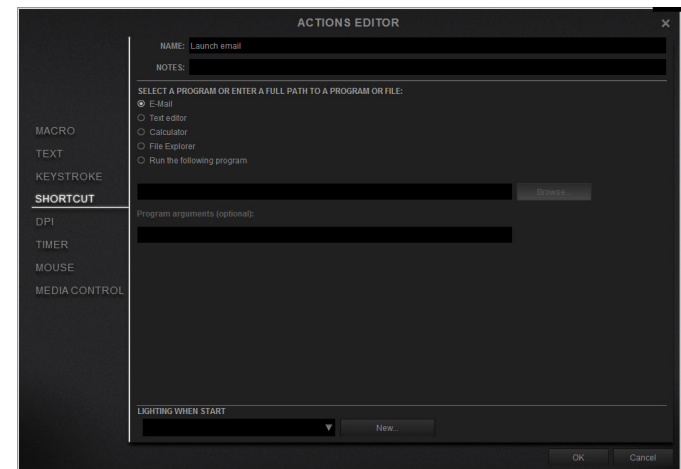 ACTIONS EDITOR
NAME: Launch email
NOTES:
SELECT A PROGRAM OR ENTER A FULL PATH TO A PROGRAM OR FILE:
E-Mail
Text editor
Calculator
File Explorer
Run the following program
Browse...
Program arguments (optional):
MACRO
TEXT
KEYSTROKE
SHORTCUT
DPI
TIMER
MOUSE
MEDIA CONTROL
LIGHTING WHEN START
New...
OK Cancel